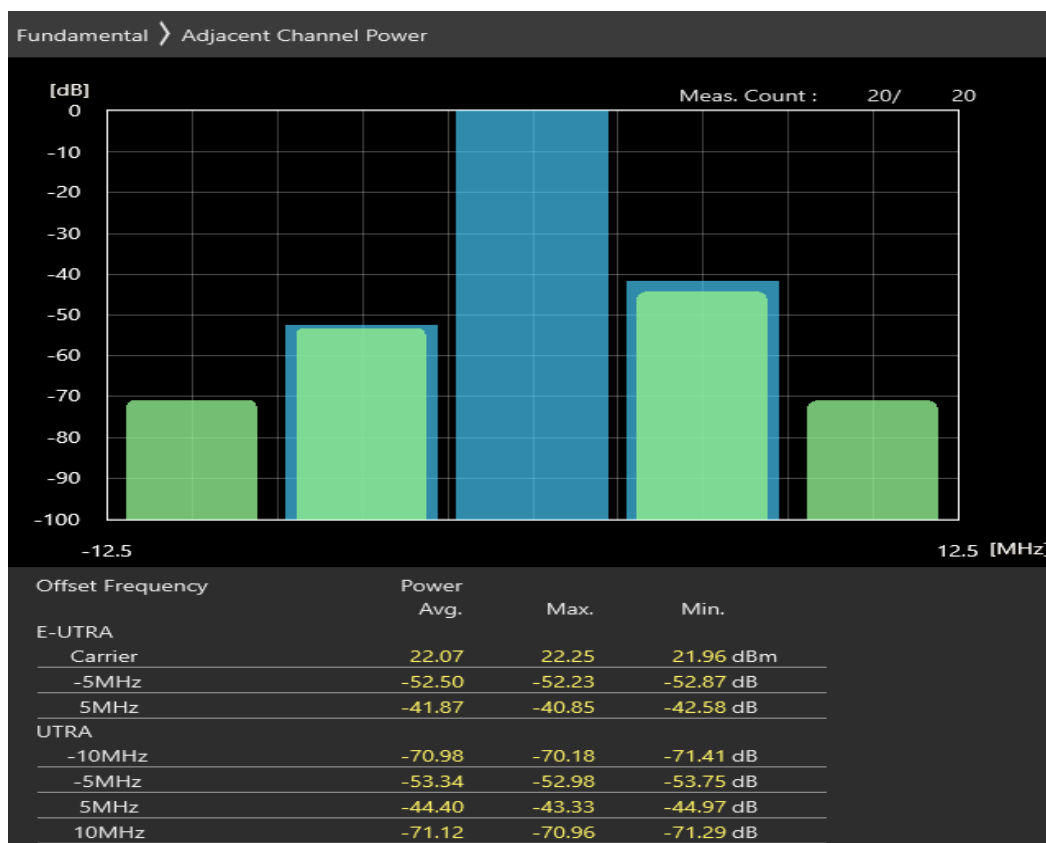 Fundamental 〉 Adjacent Channel Power
[dB]
Meas. Count : 20/ 20
0
-10
-20
-30
-40
-50
-60
-70
-80
-90
-100
-12.5 12.5 [MHz]
Offset Frequency Power
Avg. Max. Min.
E-UTRA
Carrier 22.07 22.25 21.96 dBm
-5MHz -52.50 -52.23 -52.87 dB
5MHz -41.87 -40.85 -42.58 dB
UTRA
-10MHz -70.98 -70.18 -71.41 dB
-5MHz -53.34 -52.98 -53.75 dB
5MHz -44.40 -43.33 -44.97 dB
10MHz -71.12 -70.96 -71.29 dB